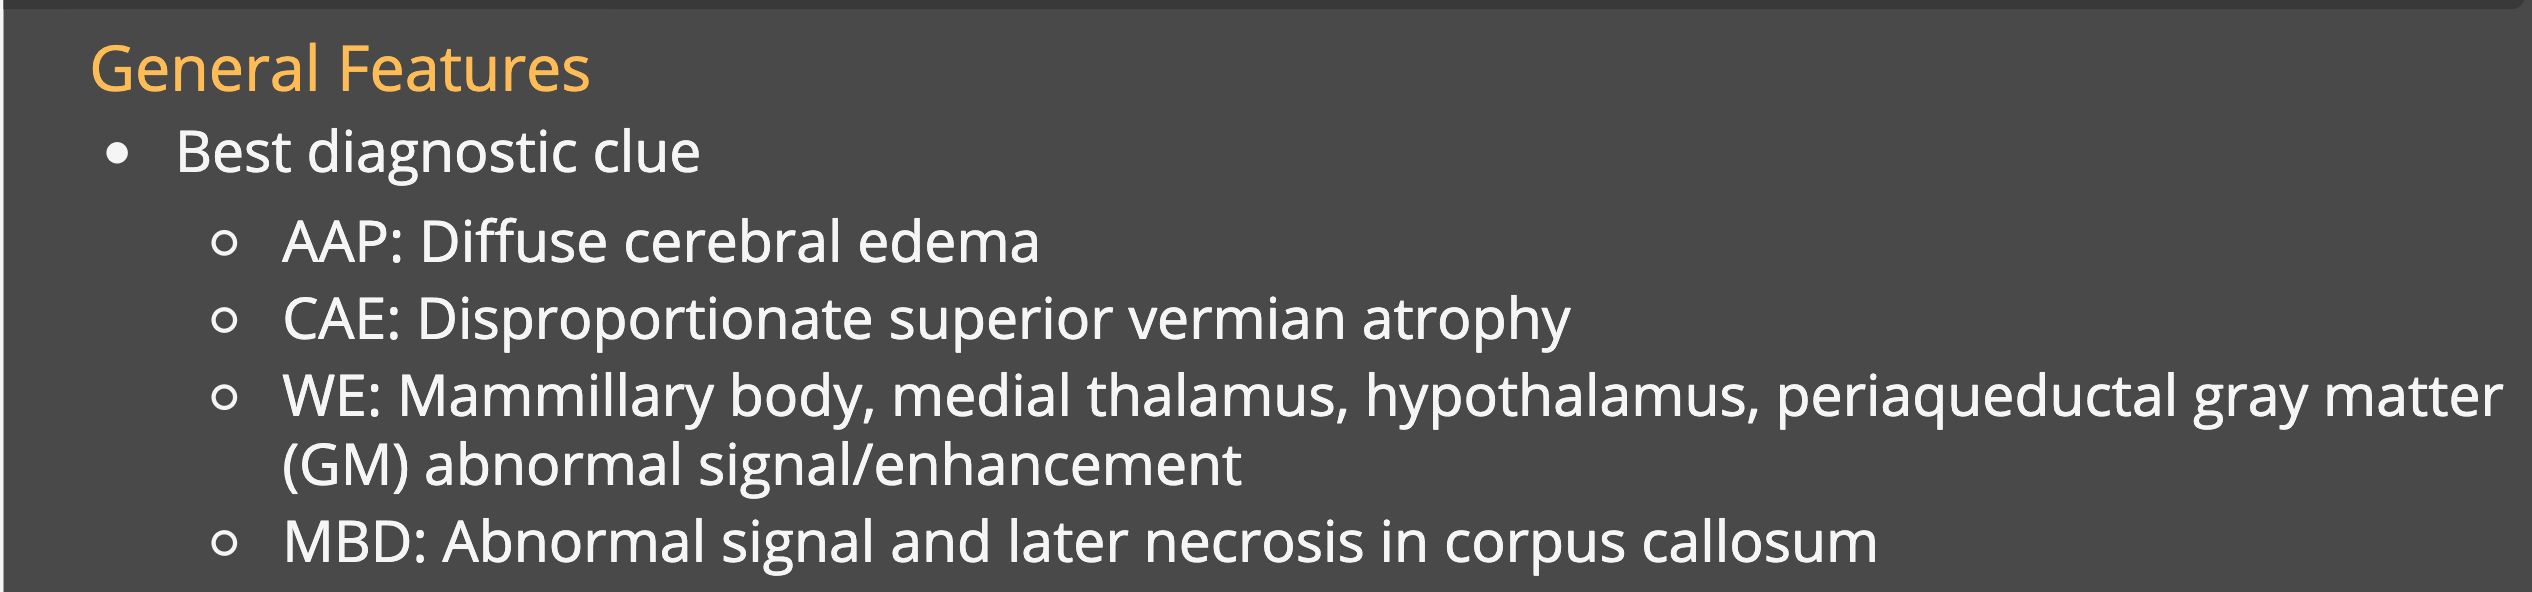 General Features
• Best diagnostic clue
○ AAP: Diffuse cerebral edema
○ CAE: Disproportionate superior vermian atrophy
○ WE: Mammillary body, medial thalamus, hypothalamus, periaqueductal gray matter
(GM) abnormal signal/enhancement
○ MBD: Abnormal signal and later necrosis in corpus callosum